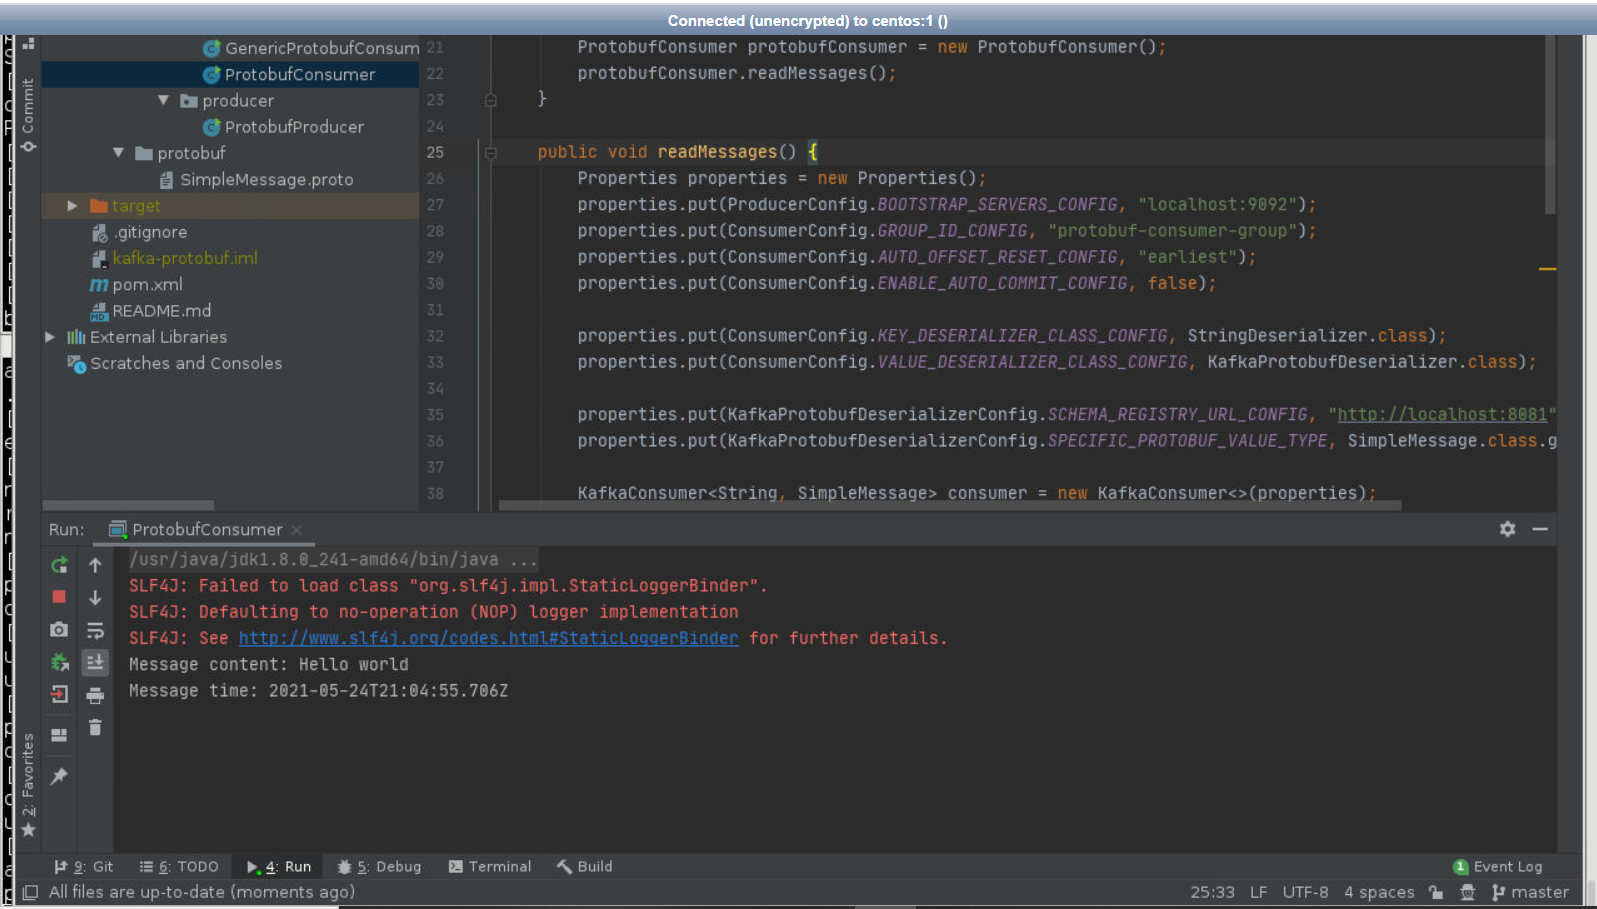 Connected (unencrypted) to centos:1 ()
Commit
GenericProtobufConsum
ProtobufConsumer
producer
ProtobufProducer
protobuf
SimpleMessage.proto
target
.gitignore
kafka-protobuf.iml
pom.xml
README.md
External Libraries
Scratches and Consoles
21 ProtobufConsumer protobufConsumer = new ProtobufConsumer();
22 protobufConsumer.readMessages();
23 }
24
25 public void readMessages() {
26 Properties properties = new Properties();
27 properties.put(ProducerConfig.BOOTSTRAP_SERVERS_CONFIG, "localhost:9092");
28 properties.put(ConsumerConfig.GROUP_ID_CONFIG, "protobuf-consumer-group");
29 properties.put(ConsumerConfig.AUTO_OFFSET_RESET_CONFIG, "earliest");
30 properties.put(ConsumerConfig.ENABLE_AUTO_COMMIT_CONFIG, false);
31
32 properties.put(ConsumerConfig.KEY_DESERIALIZER_CLASS_CONFIG, StringDeserializer.class);
33 properties.put(ConsumerConfig.VALUE_DESERIALIZER_CLASS_CONFIG, KafkaProtobufDeserializer.class);
34
35 properties.put(KafkaProtobufDeserializerConfig.SCHEMA_REGISTRY_URL_CONFIG, "http://localhost:8081"
36 properties.put(KafkaProtobufDeserializerConfig.SPECIFIC_PROTOBUF_VALUE_TYPE, SimpleMessage.class.g
37
38 KafkaConsumer<String, SimpleMessage> consumer = new KafkaConsumer<>(properties);
Run: ProtobufConsumer
/usr/java/jdk1.8.0_241-amd64/bin/java ...
SLF4J: Failed to load class "org.slf4j.impl.StaticLoggerBinder".
SLF4J: Defaulting to no-operation (NOP) logger implementation
SLF4J: See http://www.slf4j.org/codes.html#StaticLoggerBinder for further details.
Message content: Hello world
Message time: 2021-05-24T21:04:55.706Z
2: Favorites
9: Git 6: TODO 4: Run 5: Debug Terminal Build 1 Event Log
All files are up-to-date (moments ago) 25:33 LF UTF-8 4 spaces master